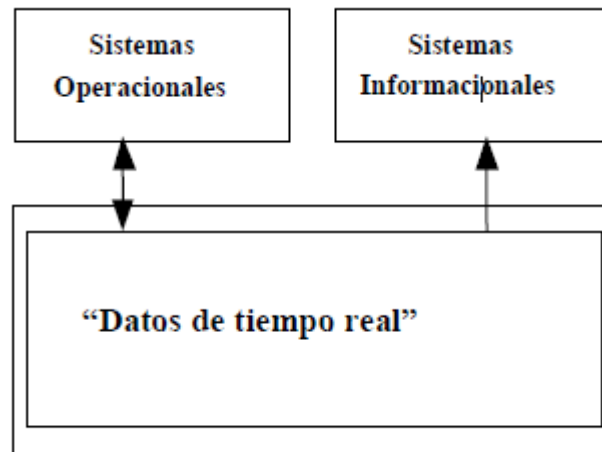 Sistemas
Operacionales
Sistemas
Informacionales
“Datos de tiempo real”